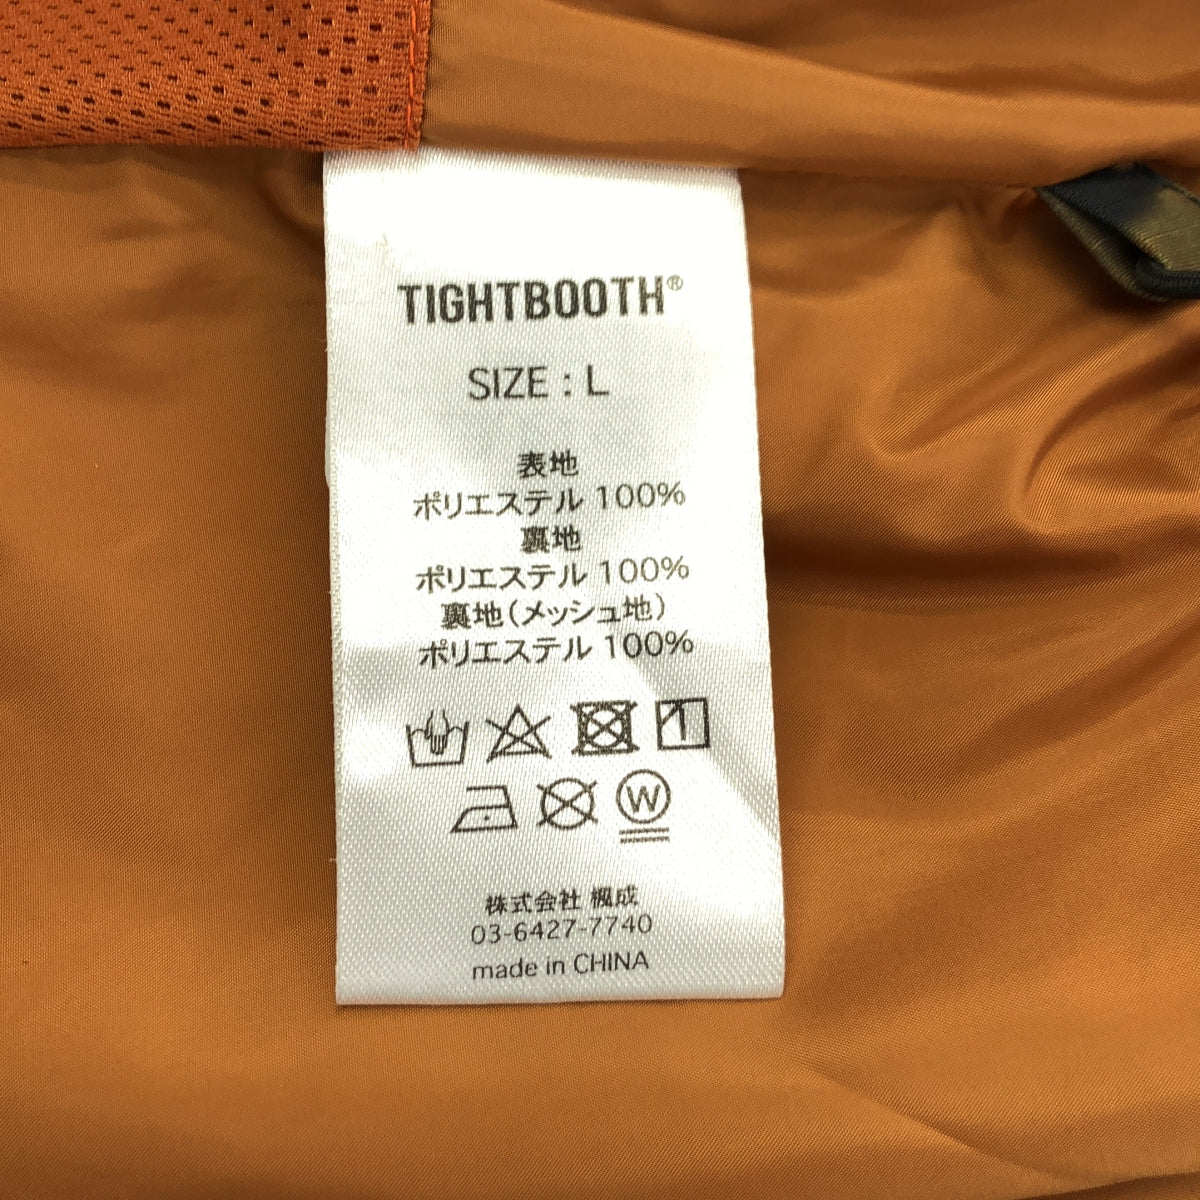 TIGHTBOOTH®
SIZE : L
表地
ポリエステル 100%
裏地
ポリエステル 100%
裏地(メッシュ地)
ポリエステル 100%
W
株式会社 楓成
03-6427-7740
made in CHINA